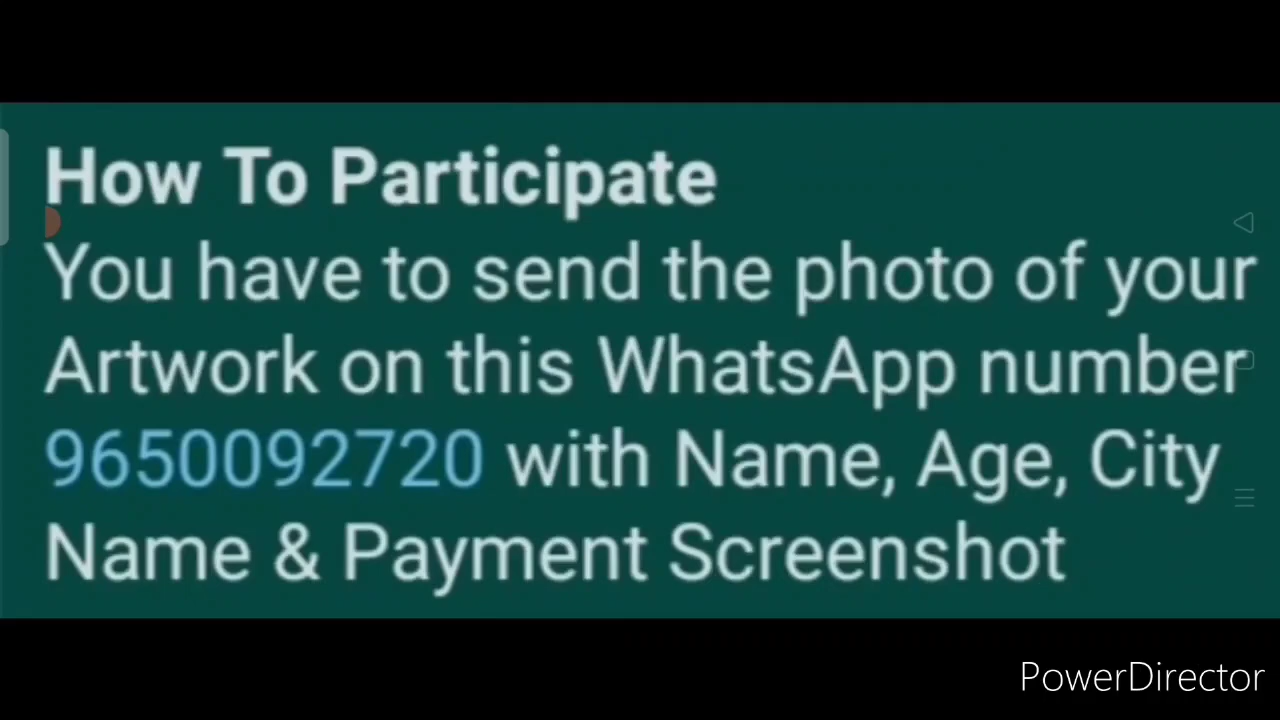 How To Participate
You have to send the photo of your
Artwork on this WhatsApp number
9650092720 with Name, Age, City
Name & Payment Screenshot
PowerDirector